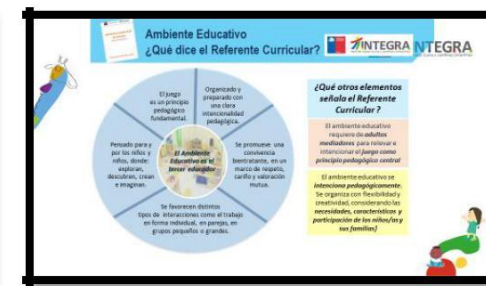 Ambiente Educativo
¿Qué dice el Referente Curricular?
INTEGRA
NTEGRA
El juego
es un principio
pedagógico
fundamental.
Organizado y
preparado con
una clara
intencionalidad
pedagógica.
Se promueve una
convivencia
bientratante, en un
marco de respeto,
cariño y valoración
mutua.
Se favorecen distintos
tipos de interacciones como el trabajo
en forma individual, en parejas, en
grupos pequeños o grandes.
Pensado para y
por los niños y
niñas, donde:
exploran,
descubren, crean
e imaginan.
El Ambiente
Educativo es el
tercer educador
¿Qué otros elementos
señala el Referente
Curricular ?
El ambiente educativo
requiere de adultos
mediadores para relevar e
intencionar el juego como
principio pedagógico central
El ambiente educativo se
intenciona pedagógicamente.
Se organiza con flexibilidad y
creatividad, considerando las
necesidades, características y
participación de los niños/as y
sus familias)